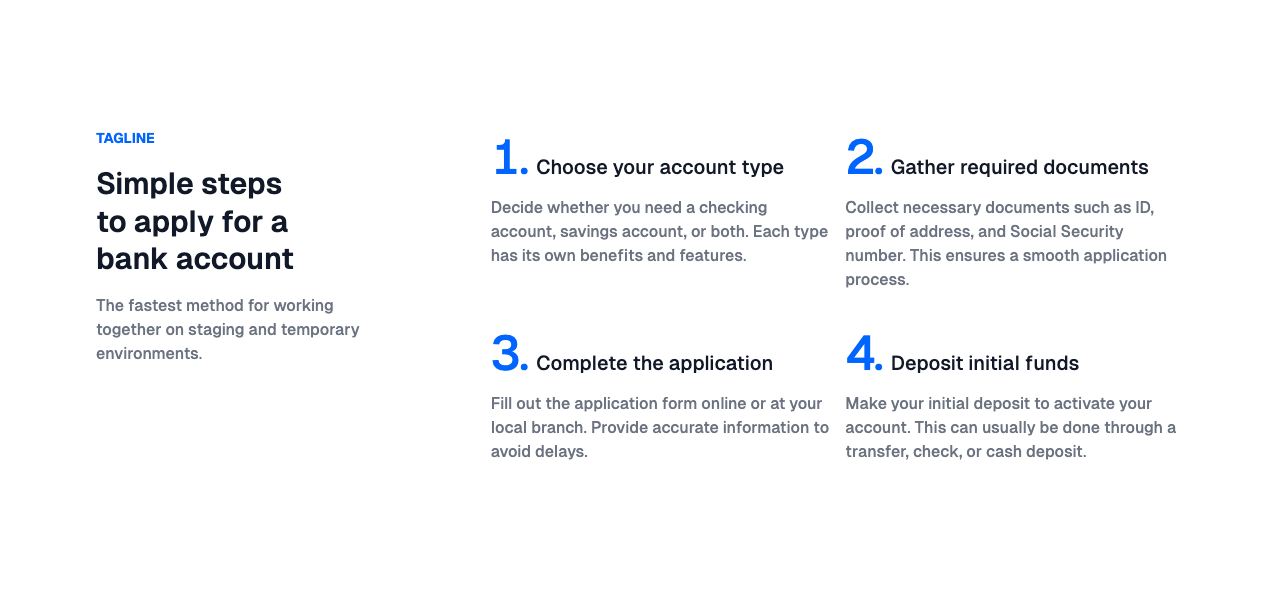 TAGLINE
Simple steps
to apply for a
bank account
The fastest method for working
together on staging and temporary
environments.
1. Choose your account type
Decide whether you need a checking
account, savings account, or both. Each type
has its own benefits and features.
2. Gather required documents
Collect necessary documents such as ID,
proof of address, and Social Security
number. This ensures a smooth application
process.
3. Complete the application
Fill out the application form online or at your
local branch. Provide accurate information to
avoid delays.
4. Deposit initial funds
Make your initial deposit to activate your
account. This can usually be done through a
transfer, check, or cash deposit.